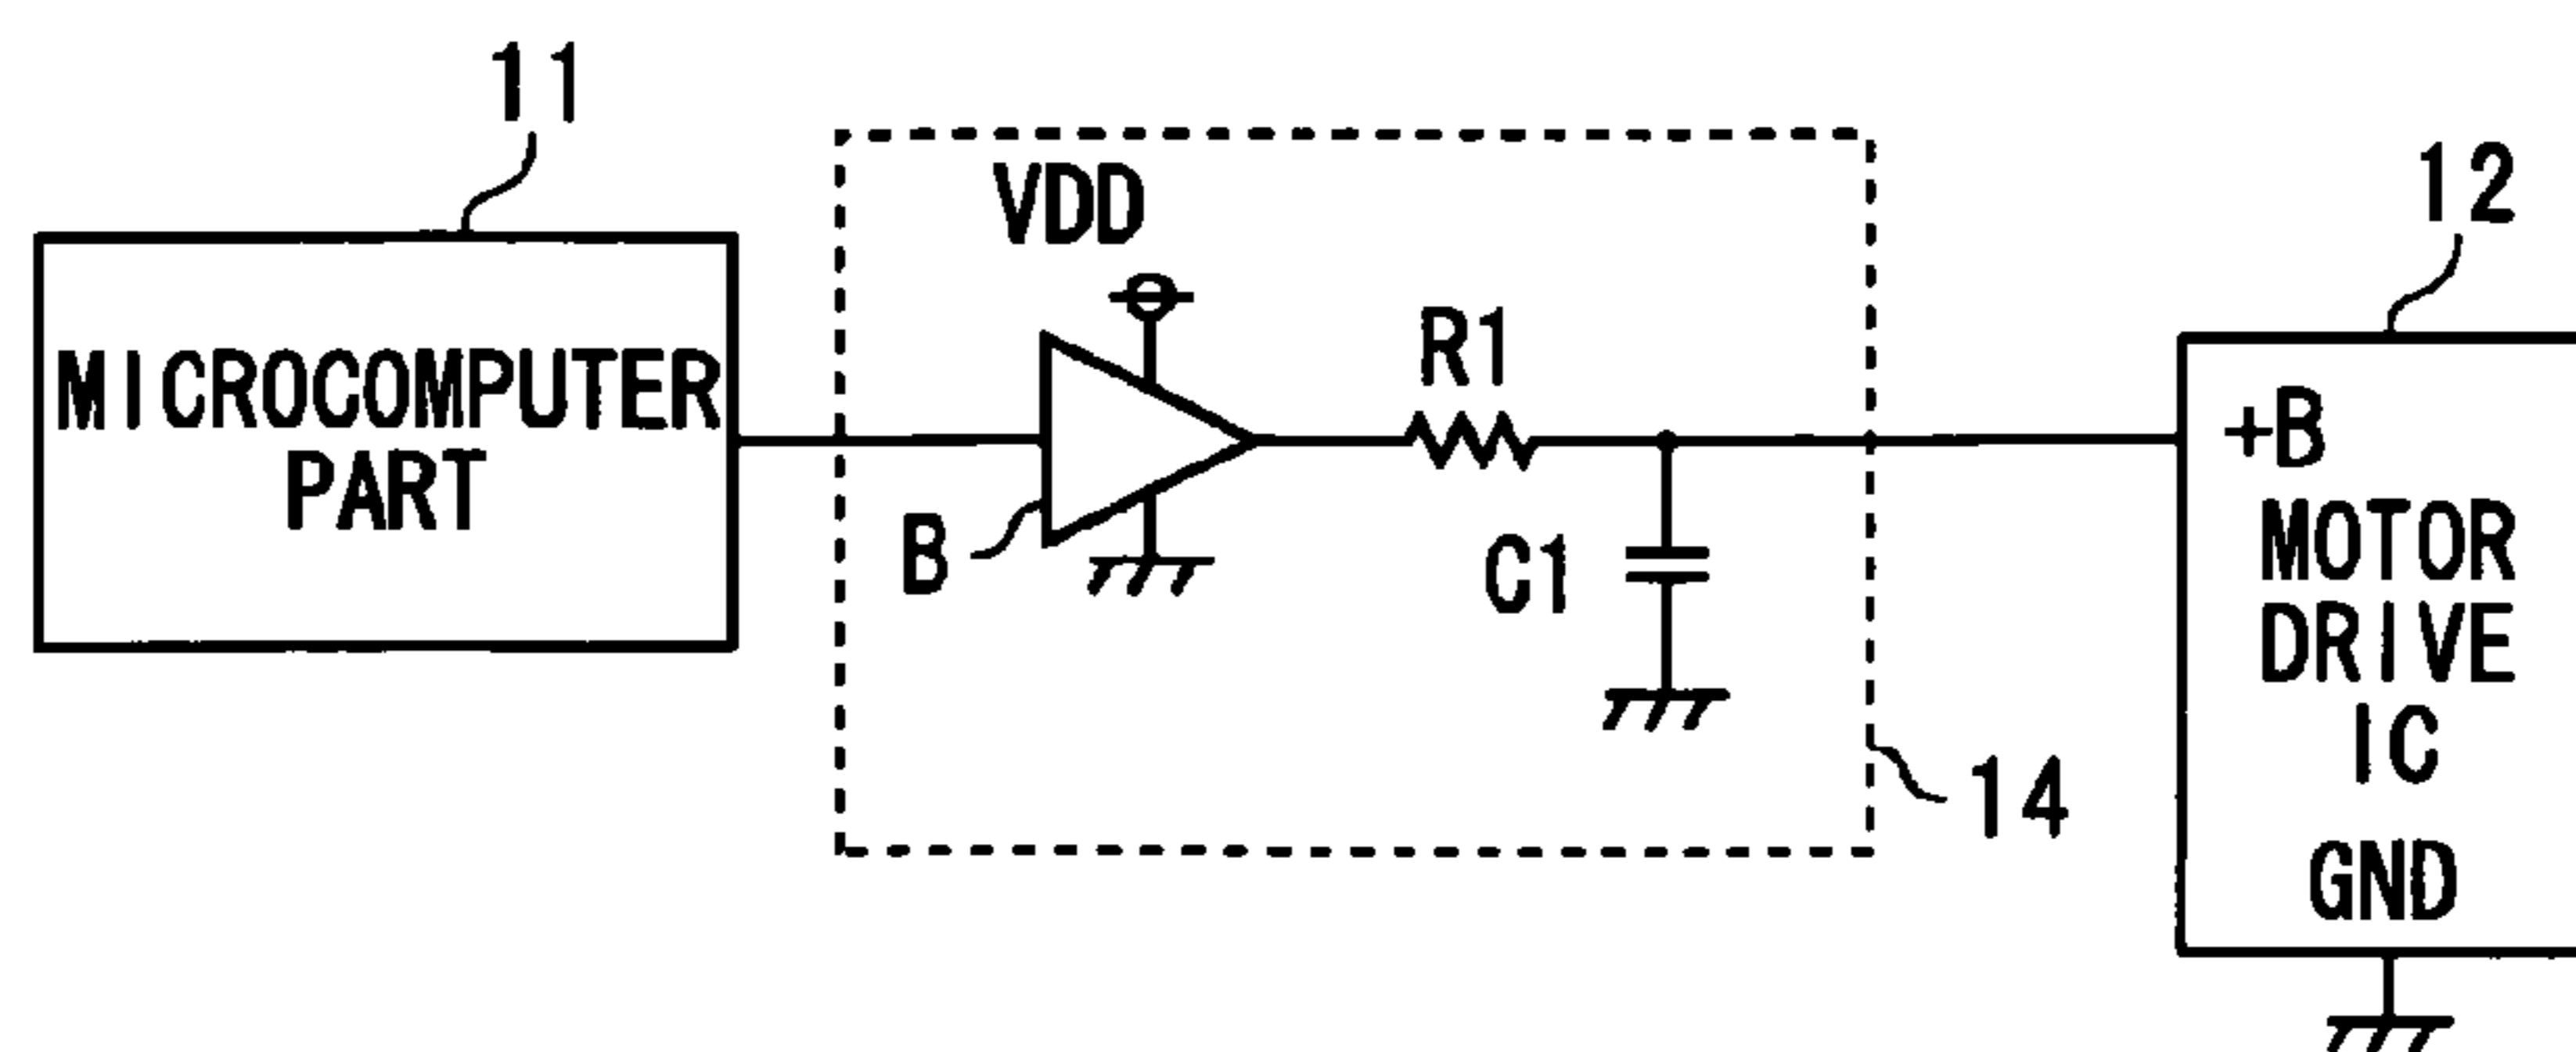 11
MICROCOMPUTER
PART
VDD
B
R1
C1
14
12
+B
MOTOR
DRIVE
IC
GND